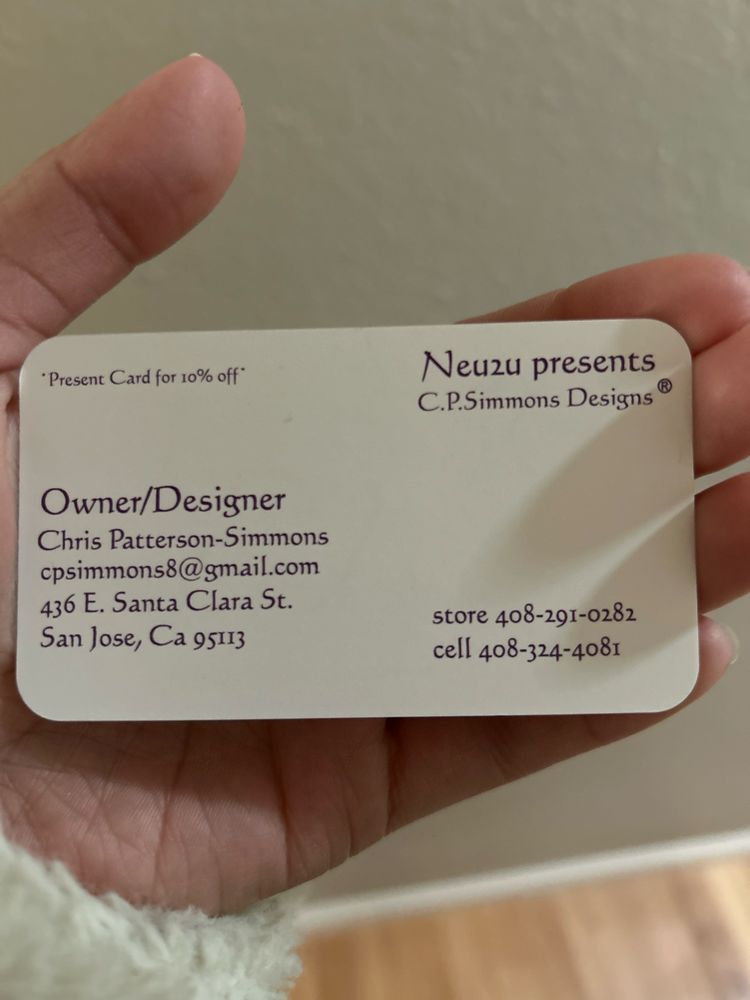 *Present Card for 10% off*
Neu2u presents
C.P.Simmons Designs®
Owner/Designer
Chris Patterson-Simmons
cpsimmons8@gmail.com
436 E. Santa Clara St.
San Jose, Ca 95113
store 408-291-0282
cell 408-324-4081